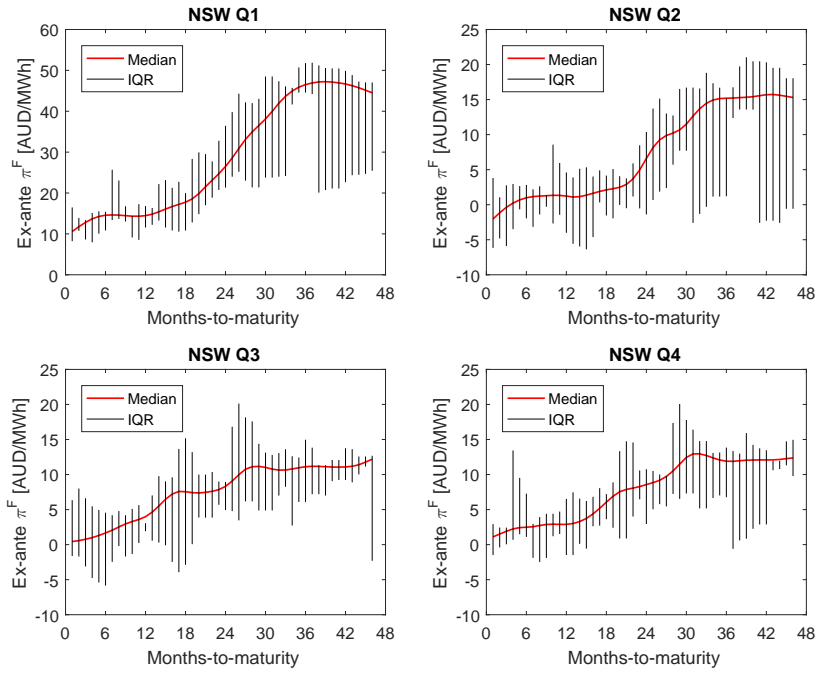 NSW Q1
Ex-ante π^F [AUD/MWh]
60
50
40
30
20
10
0
Median
IQR
0 6 12 18 24 30 36 42 48
Months-to-maturity
NSW Q2
Ex-ante π^F [AUD/MWh]
25
20
15
10
5
0
-5
-10
Median
IQR
0 6 12 18 24 30 36 42 48
Months-to-maturity
NSW Q3
Ex-ante π^F [AUD/MWh]
25
20
15
10
5
0
-5
-10
Median
IQR
0 6 12 18 24 30 36 42 48
Months-to-maturity
NSW Q4
Ex-ante π^F [AUD/MWh]
25
20
15
10
5
0
-5
-10
Median
IQR
0 6 12 18 24 30 36 42 48
Months-to-maturity